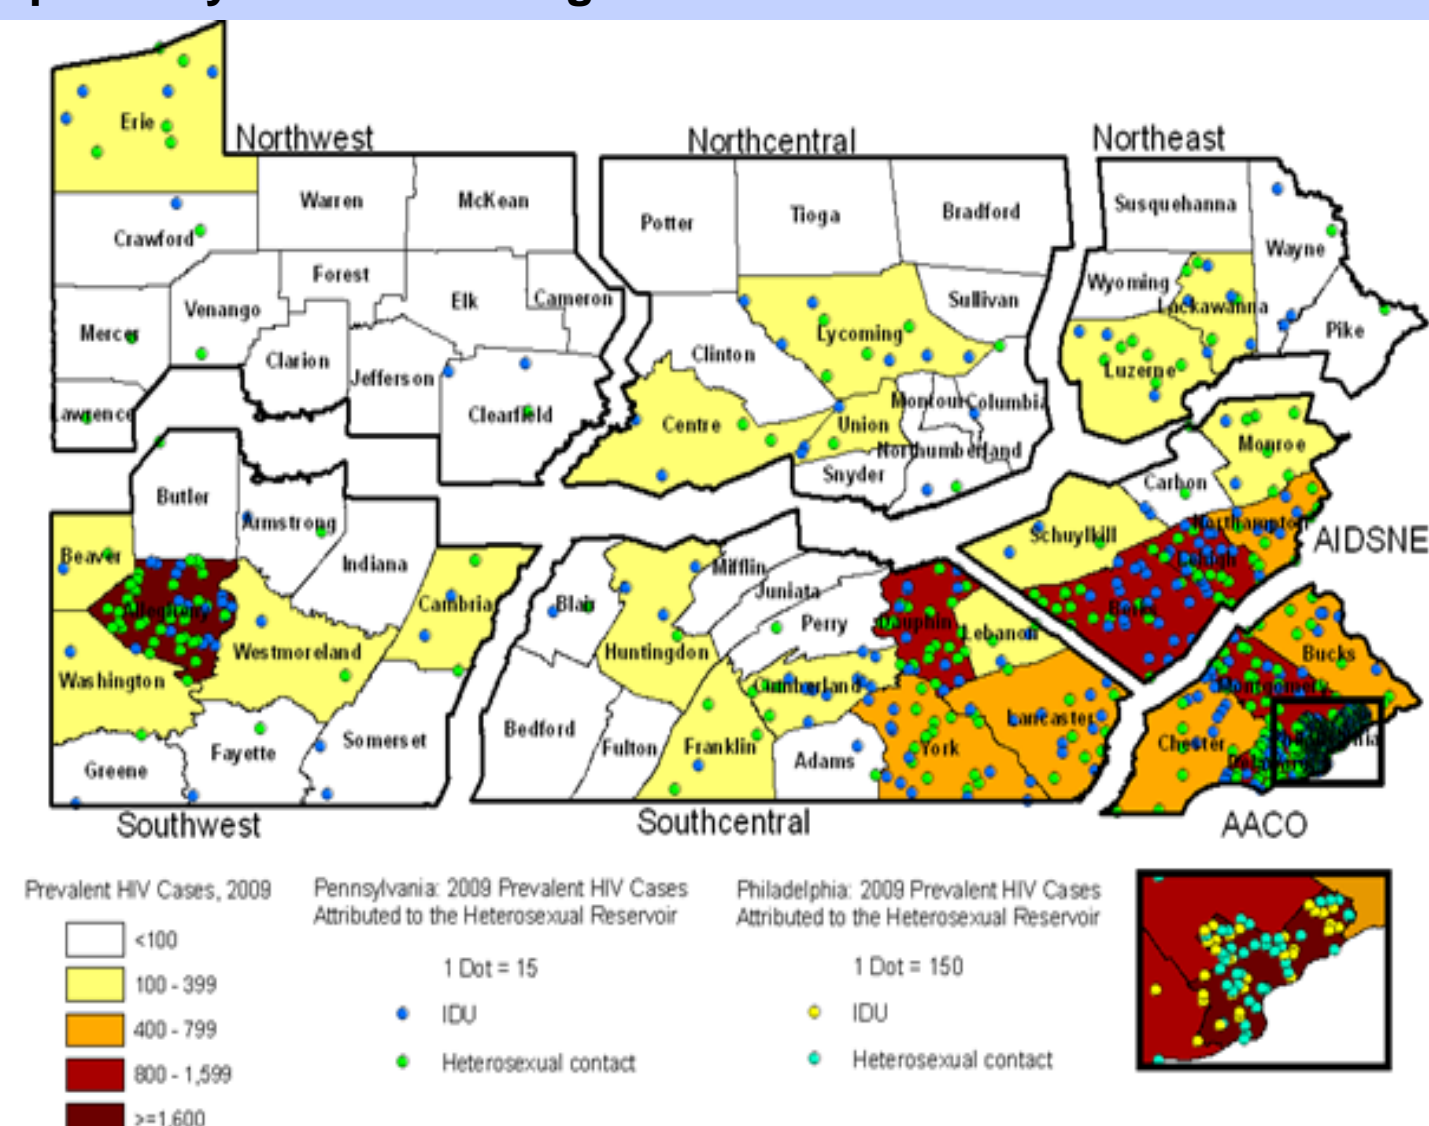 Northwest
Northcentral
Northeast
Erie
Warren
McKean
Potter
Tioga
Bradford
Susquehanna
Crawford
Wayne
Forest
Wyoming
Elk
Cameron
Sullivan
Venango
Lackawanna
Mercer
Lycoming
Pike
Clarion
Clinton
Jefferson
Luzerne
Lawrence
Clearfield
Montour
Columbia
Centre
Union
Northumberland
Monroe
Snyder
Carbon
Butler
Armstrong
Northampton
Schuylkill
AIDSNE
Beaver
Indiana
Mifflin
Lehigh
Juniata
Cambria
Blair
Allegheny
Berks
Perry
Dauphin
Lebanon
Westmoreland
Huntingdon
Bucks
Washington
Cumberland
Montgomery
Lancaster
Bedford
Somerset
Fulton
Franklin
York
Chester
Fayette
Adams
Greene
Southwest
Southcentral
AACO
Prevalent HIV Cases, 2009
<100
100 - 399
400 - 799
800 - 1,599
>=1,600
Pennsylvania: 2009 Prevalent HIV Cases
Attributed to the Heterosexual Reservoir
1 Dot = 15
IDU
Heterosexual contact
Philadelphia: 2009 Prevalent HIV Cases
Attributed to the Heterosexual Reservoir
1 Dot = 150
IDU
Heterosexual contact